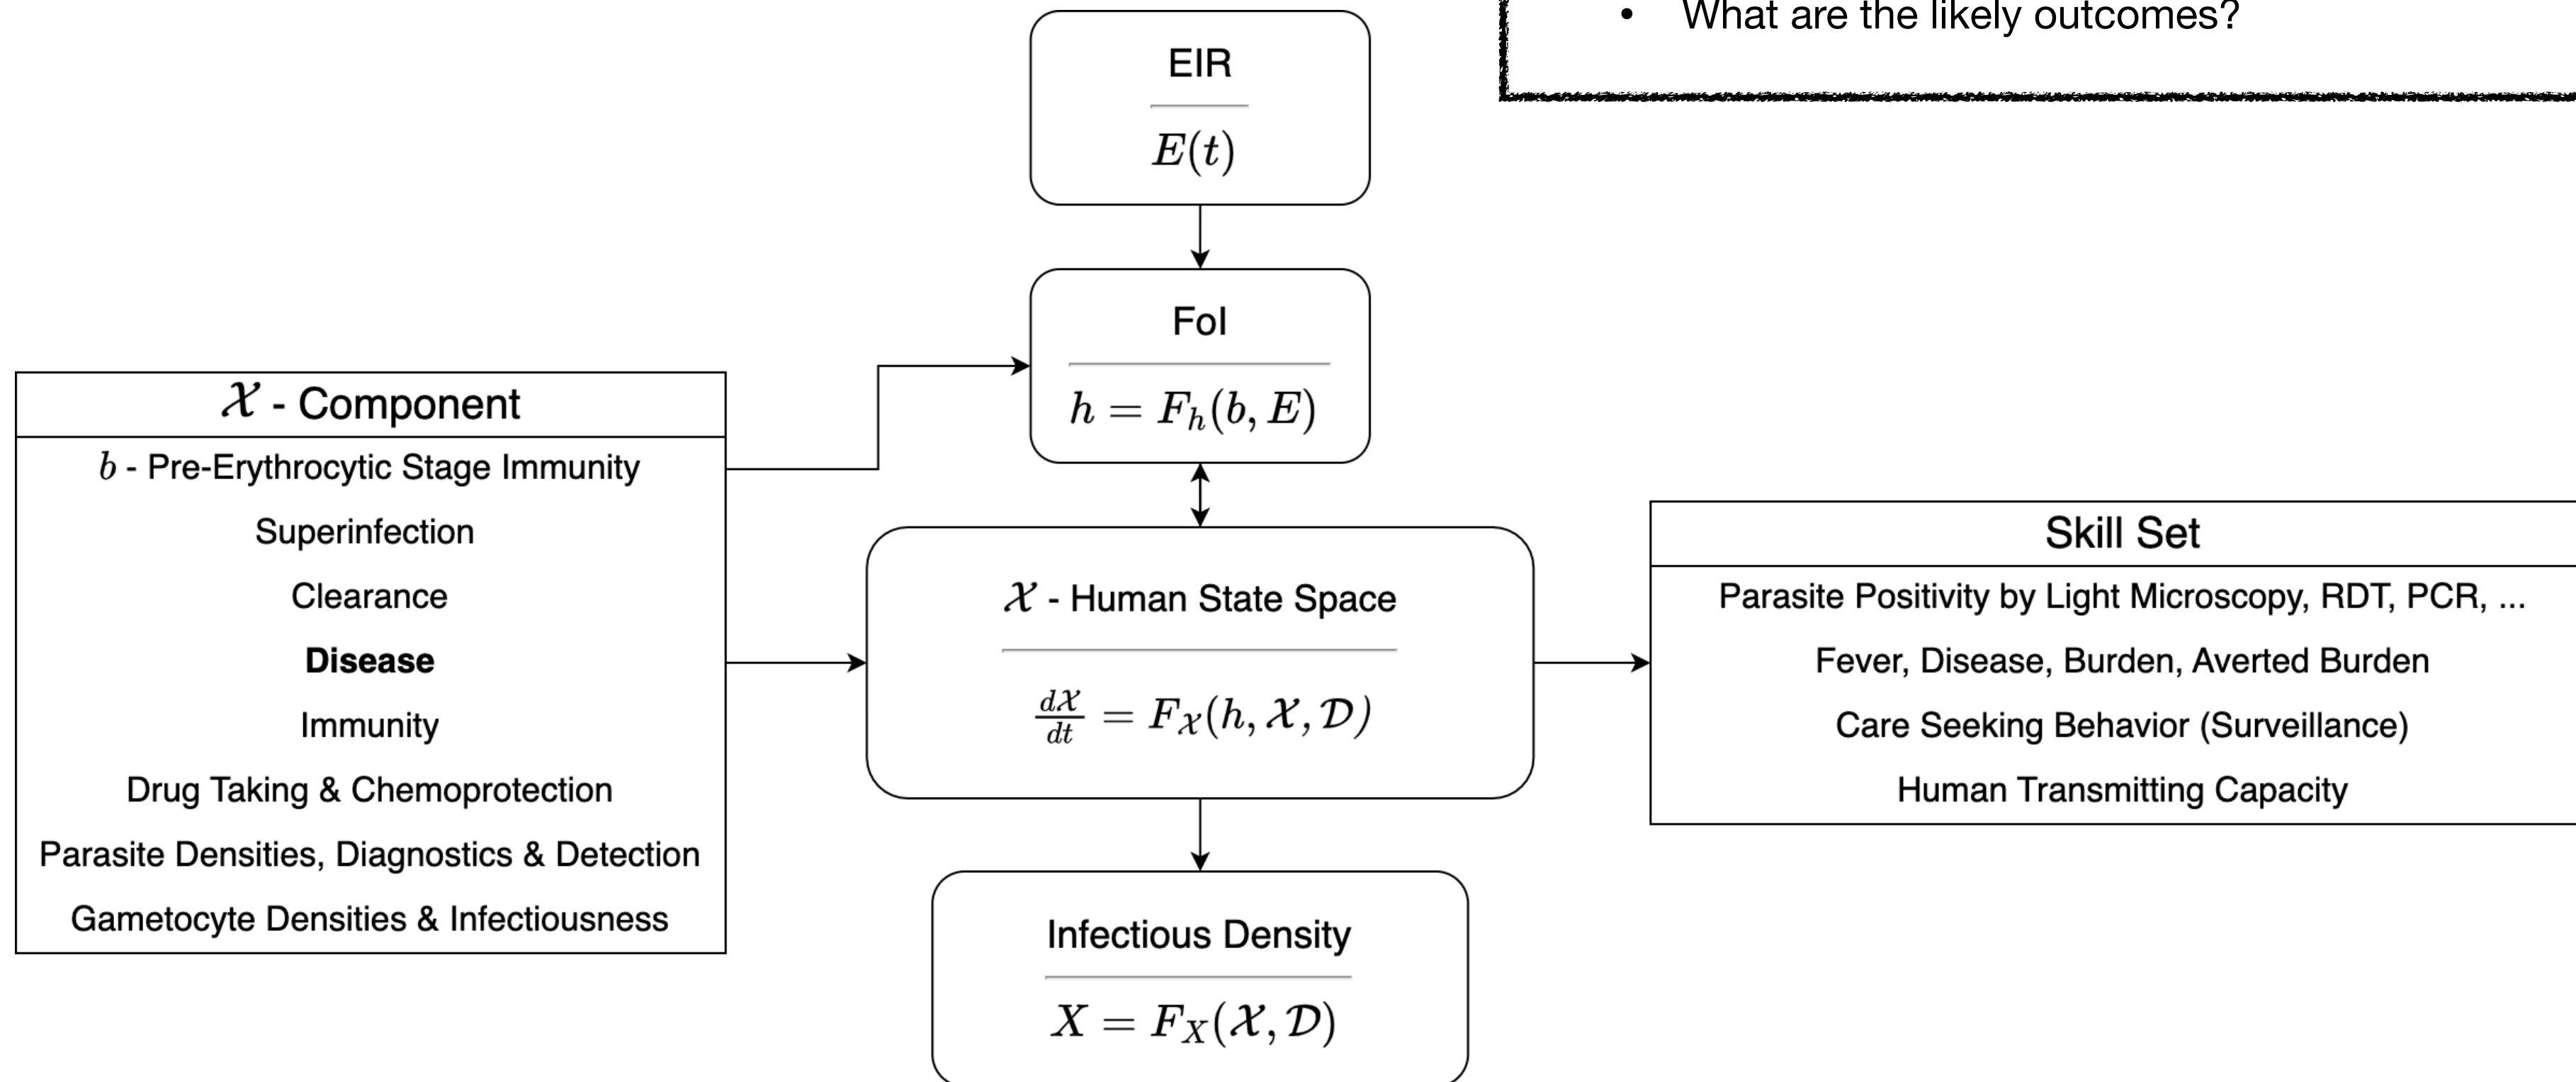 • What are the likely outcomes?
EIR
E(t)
FoI
h = F_h(b, E)
𝒳 - Component
b - Pre-Erythrocytic Stage Immunity
Superinfection
Clearance
Disease
Immunity
Drug Taking & Chemoprotection
Parasite Densities, Diagnostics & Detection
Gametocyte Densities & Infectiousness
𝒳 - Human State Space
d𝒳/dt = F_𝒳(h, 𝒳, 𝒟)
Infectious Density
X = F_X(𝒳, 𝒟)
Skill Set
Parasite Positivity by Light Microscopy, RDT, PCR, ...
Fever, Disease, Burden, Averted Burden
Care Seeking Behavior (Surveillance)
Human Transmitting Capacity